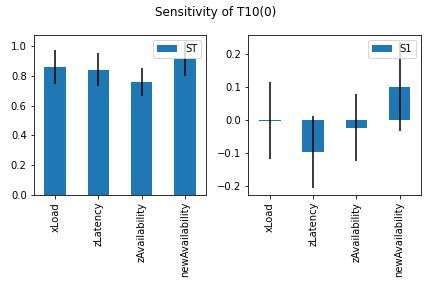 Sensitivity of T10(0)
1.0
0.8
0.6
0.4
0.2
0.0
ST
xLoad
zLatency
zAvailability
newAvailability
0.2
0.1
0.0
−0.1
−0.2
S1
xLoad
zLatency
zAvailability
newAvailability